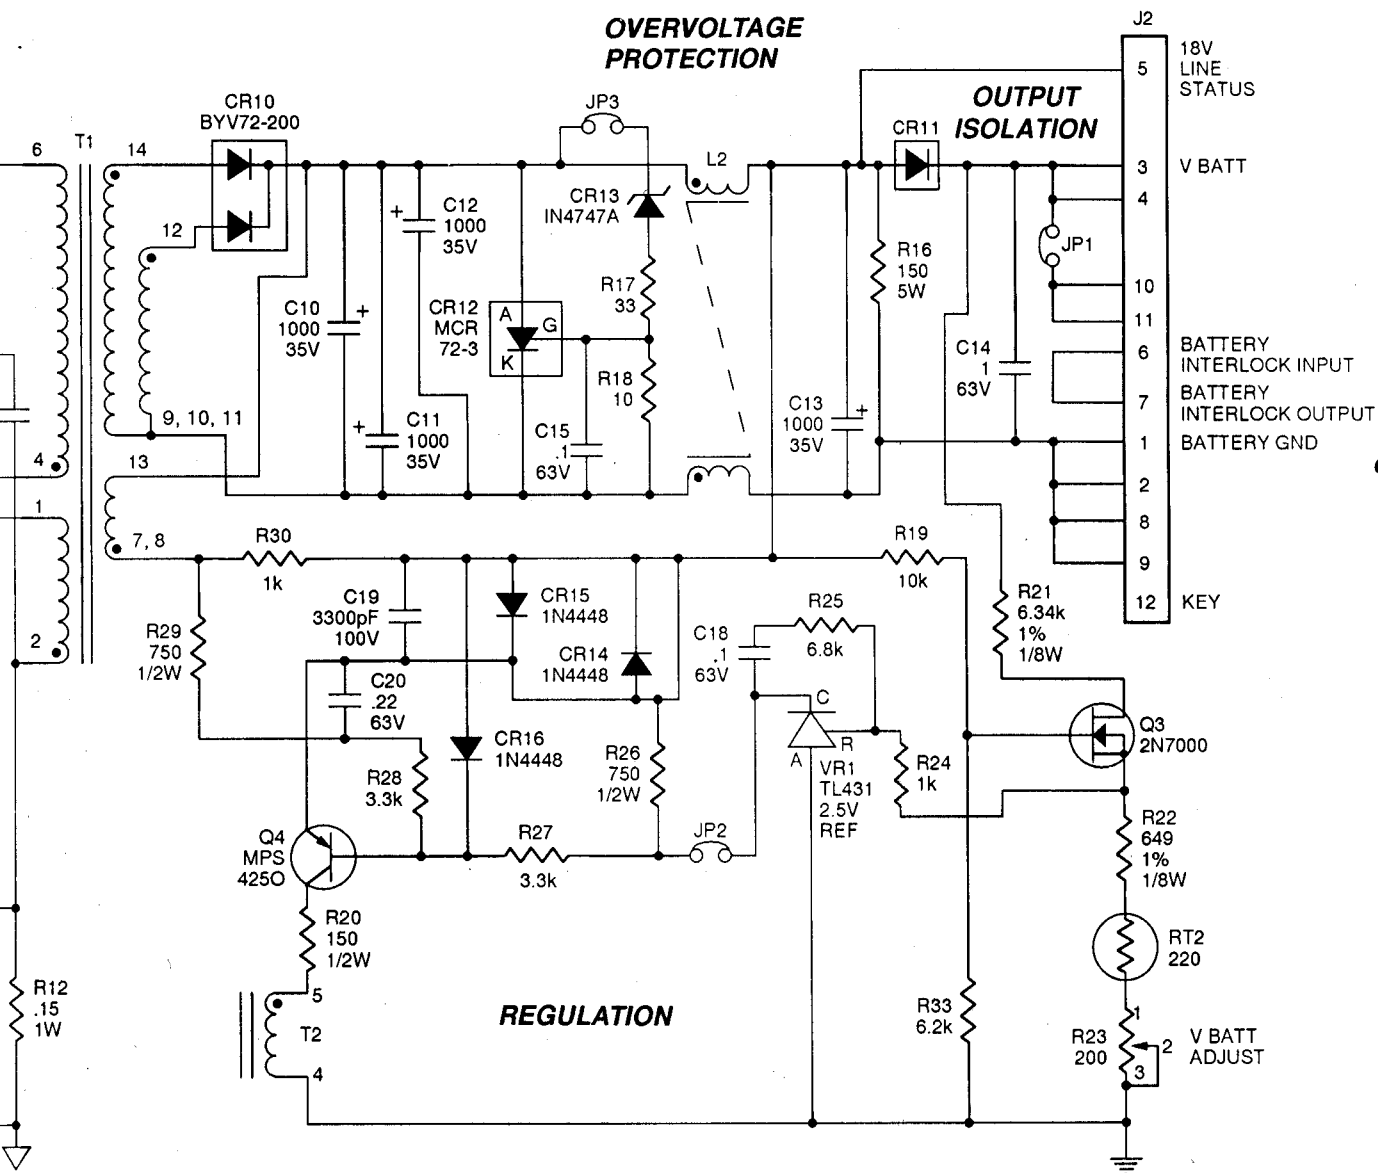 OVERVOLTAGE
PROTECTION
J2
5
18V
LINE
STATUS
OUTPUT
ISOLATION
CR10
BYV72-200
JP3
CR11
T1
6
14
L2
3
V BATT
4
CR13
IN4747A
C12
1000
35V
+
12
JP1
R16
150
5W
R17
33
10
11
C10
1000
35V
+
CR12
MCR
72-3
A
G
K
C14
1
63V
6
BATTERY
INTERLOCK INPUT
R18
10
7
BATTERY
INTERLOCK OUTPUT
9, 10, 11
C11
1000
35V
+
C15
.1
63V
C13
1000
35V
+
1
BATTERY GND
4
13
2
1
8
7, 8
R30
1k
R19
10k
9
C19
3300pF
100V
CR15
1N4448
R25
6.8k
R21
6.34k
1%
1/8W
12
KEY
2
R29
750
1/2W
CR14
1N4448
C18
.1
63V
C20
.22
63V
C
R
A
Q3
2N7000
CR16
1N4448
R26
750
1/2W
VR1
TL431
2.5V
REF
R24
1k
R28
3.3k
R22
649
1%
1/8W
Q4
MPS
425O
R27
3.3k
JP2
R20
150
1/2W
RT2
220
R12
.15
1W
5
T2
4
REGULATION
R33
6.2k
1
R23
200
2
3
V BATT
ADJUST